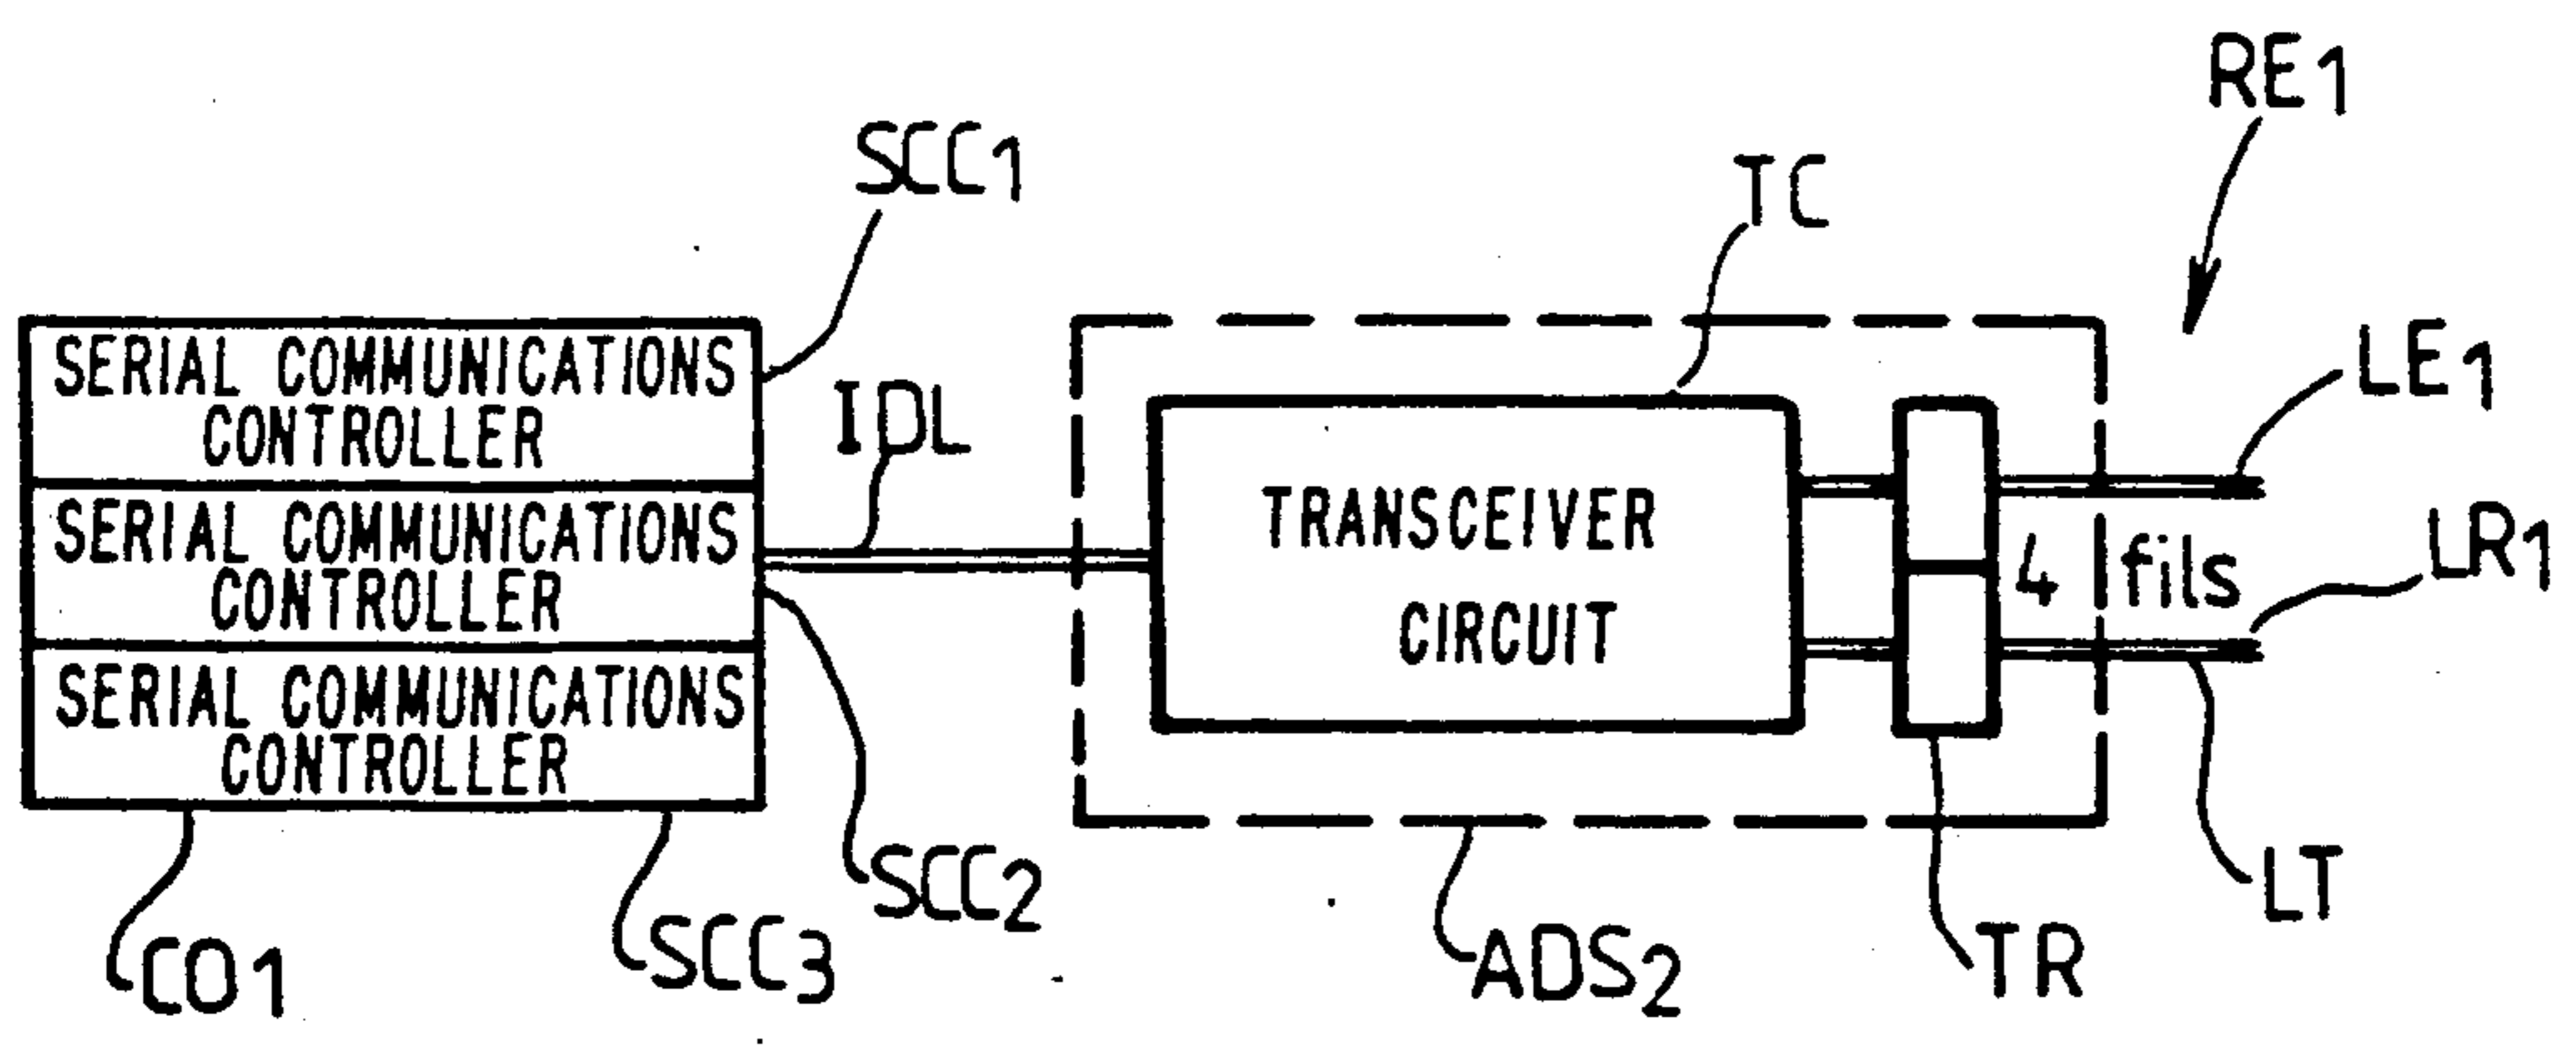 RE1
SCC1
TC
SERIAL COMMUNICATIONS
CONTROLLER
IDL
LE1
SERIAL COMMUNICATIONS
CONTROLLER
TRANSCEIVER
CIRCUIT
4 fils
LR1
SERIAL COMMUNICATIONS
CONTROLLER
SCC2
LT
CO1
SCC3
ADS2
TR